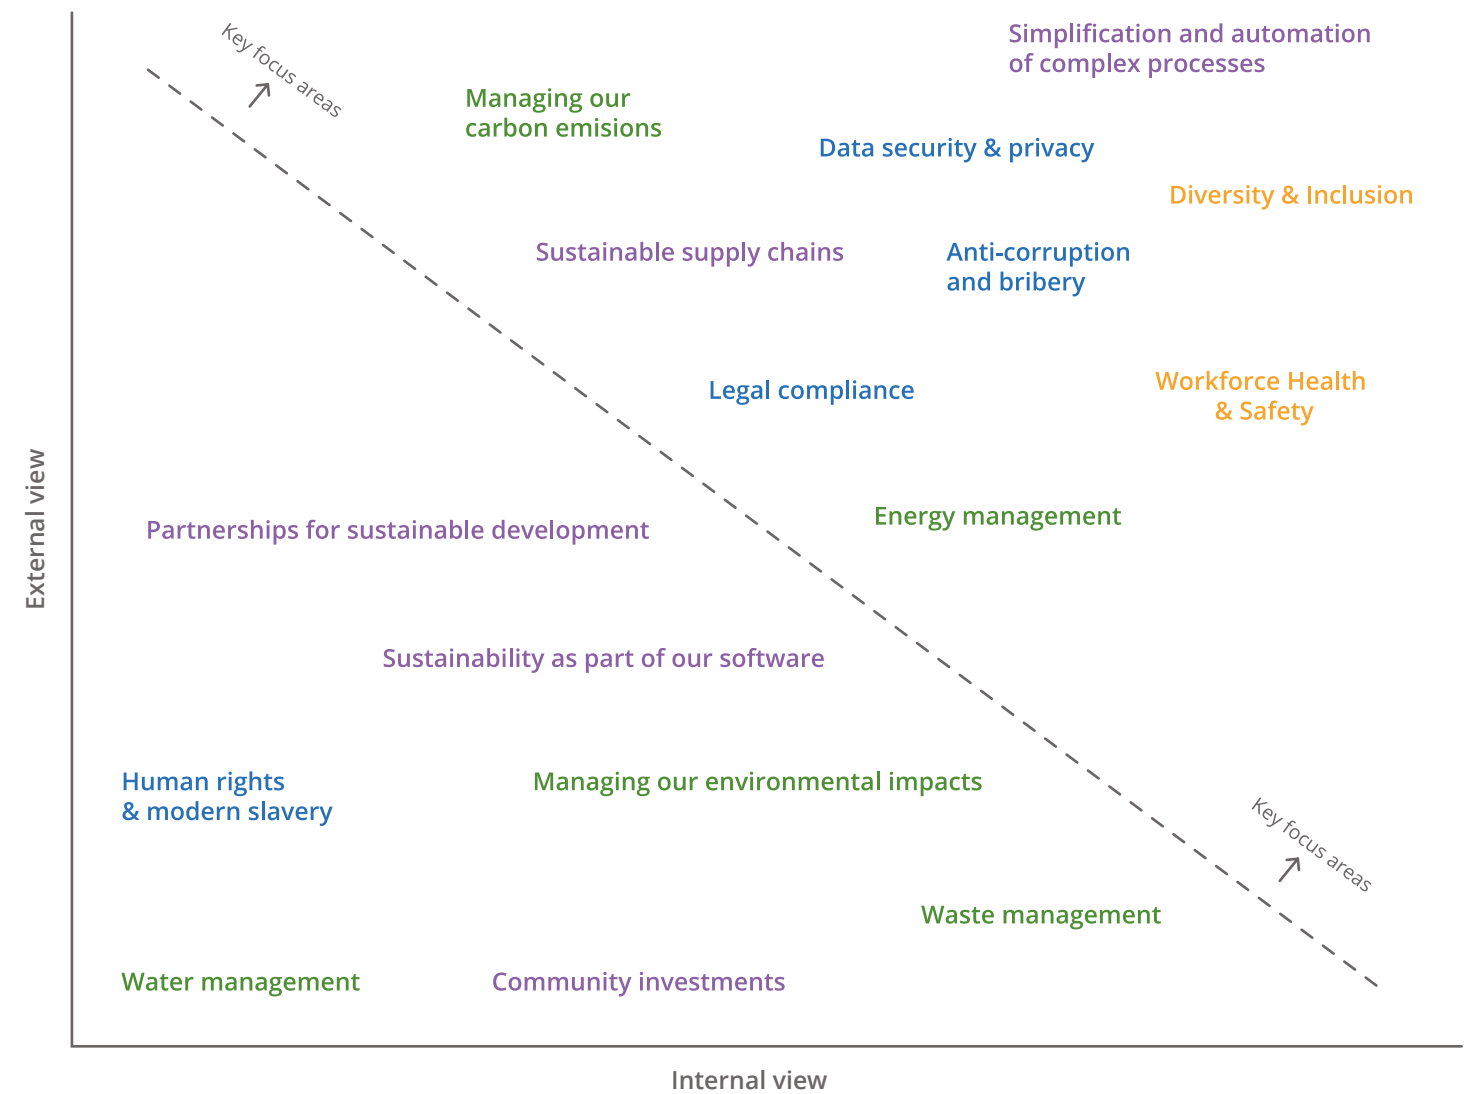 Key focus areas
Simplification and automation
of complex processes
Managing our
carbon emisions
Data security & privacy
Diversity & Inclusion
Sustainable supply chains
Anti-corruption
and bribery
Legal compliance
Workforce Health
& Safety
External view
Partnerships for sustainable development
Energy management
Sustainability as part of our software
Human rights
& modern slavery
Managing our environmental impacts
Key focus areas
Waste management
Water management
Community investments
Internal view